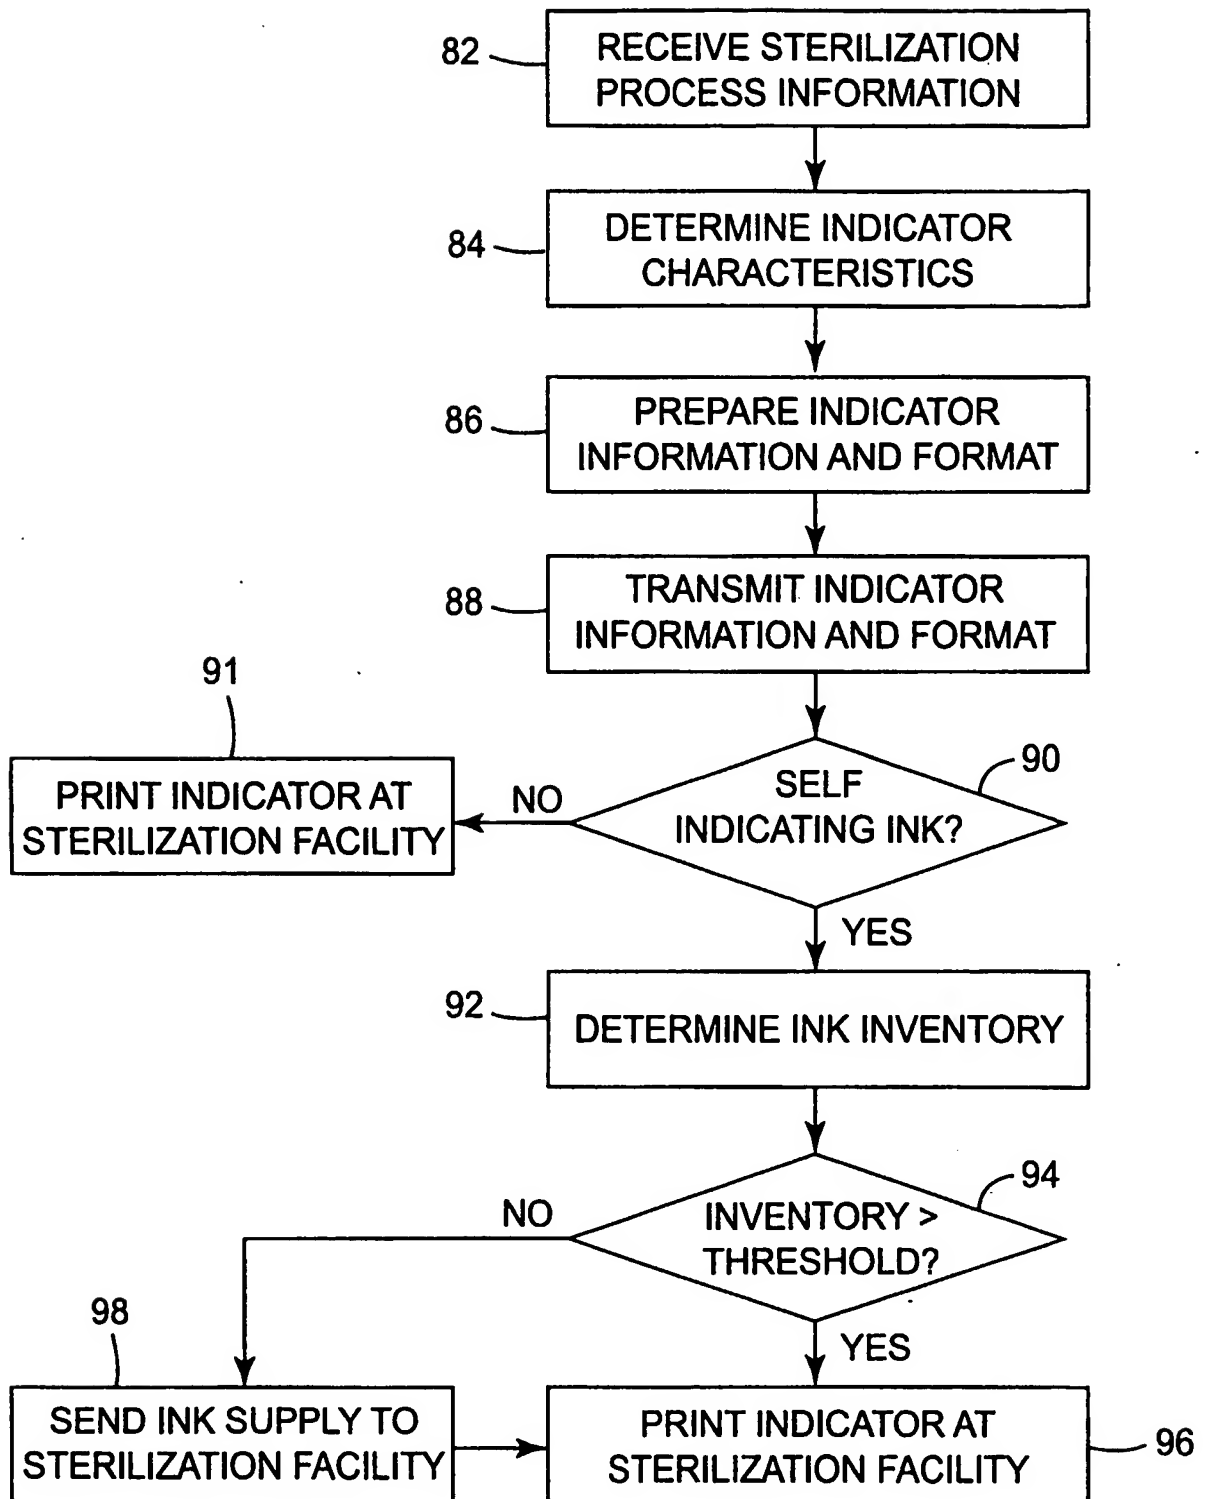 82
RECEIVE STERILIZATION
PROCESS INFORMATION
84
DETERMINE INDICATOR
CHARACTERISTICS
86
PREPARE INDICATOR
INFORMATION AND FORMAT
88
TRANSMIT INDICATOR
INFORMATION AND FORMAT
91
PRINT INDICATOR AT
STERILIZATION FACILITY
NO
90
SELF
INDICATING INK?
YES
92
DETERMINE INK INVENTORY
94
INVENTORY >
THRESHOLD?
NO
YES
98
SEND INK SUPPLY TO
STERILIZATION FACILITY
PRINT INDICATOR AT
STERILIZATION FACILITY
96